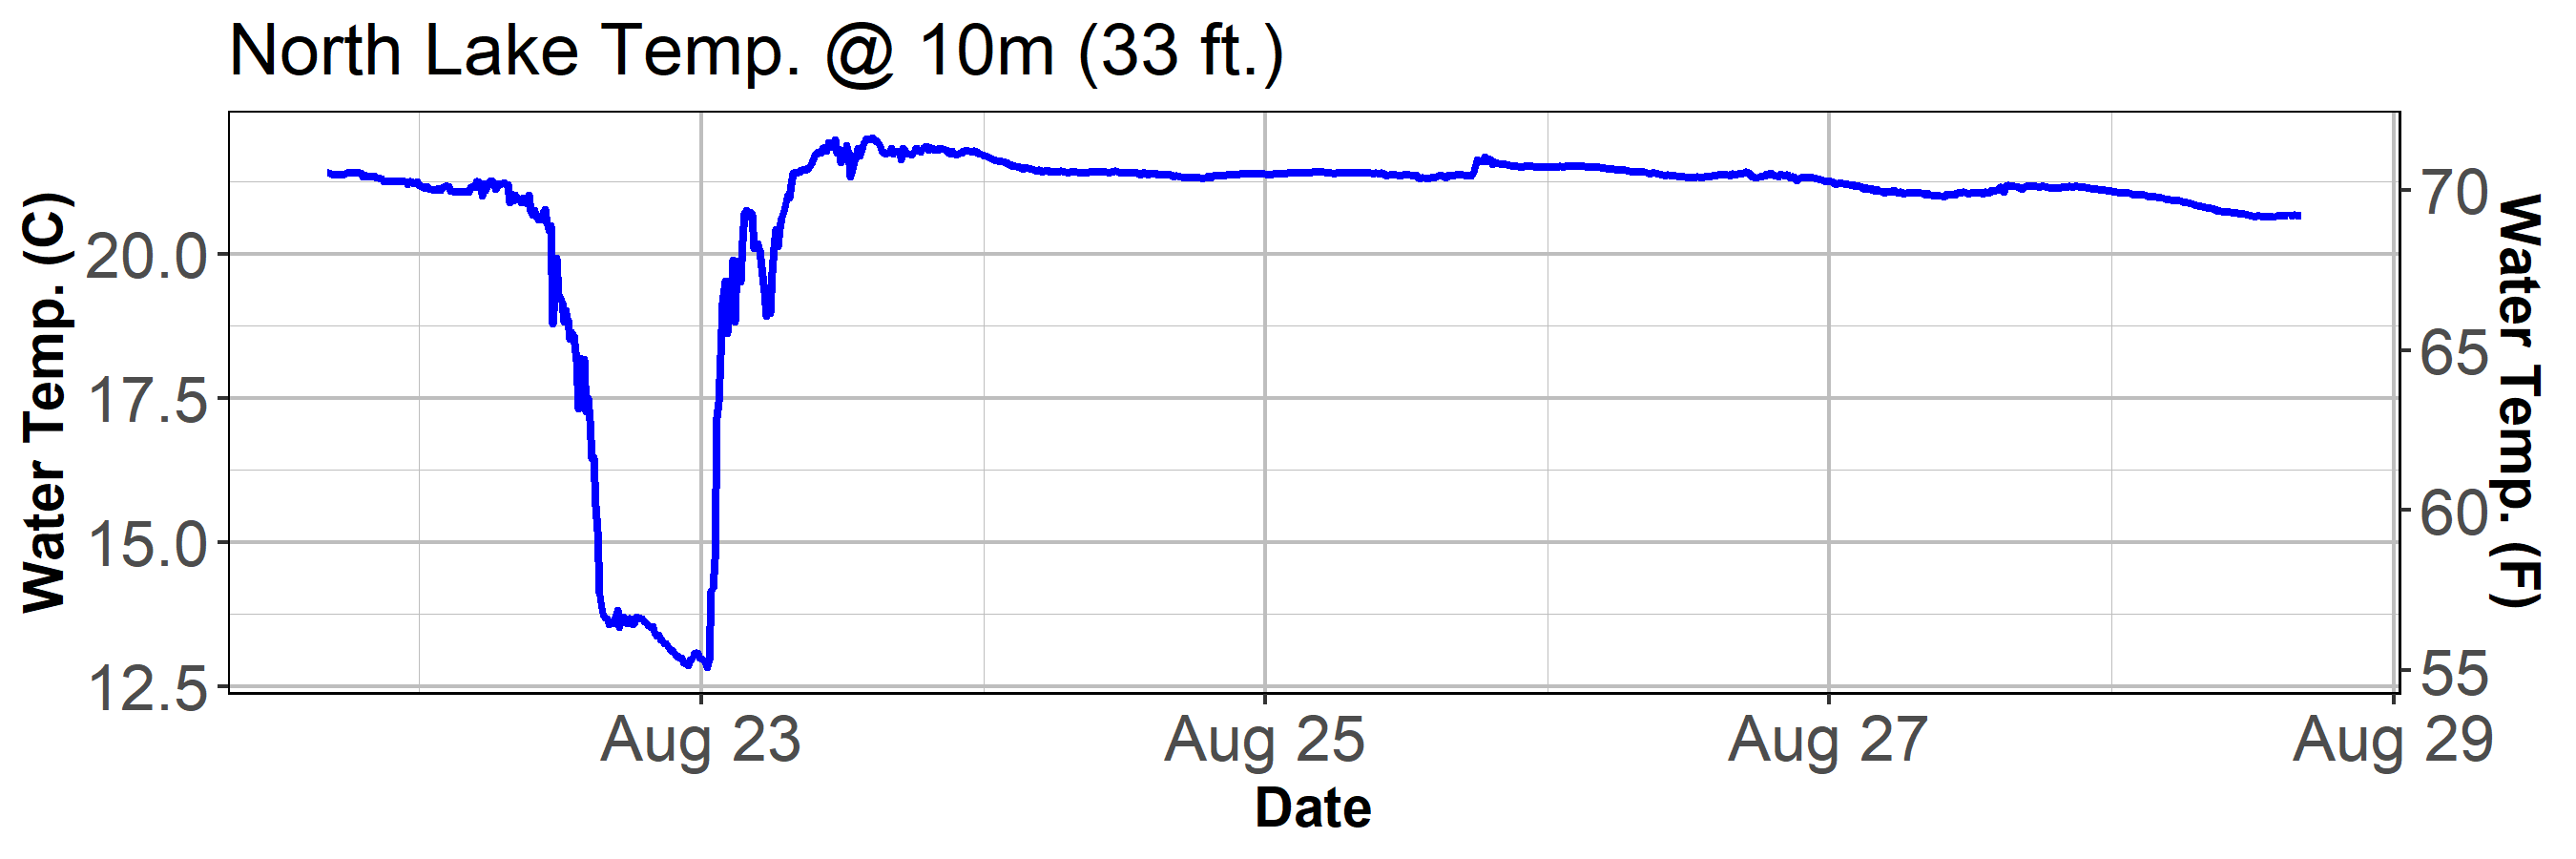 North Lake Temp. @ 10m (33 ft.)
Water Temp. (C)
20.0
17.5
15.0
12.5
70
65
60
55
Water Temp. (F)
Aug 23 Aug 25 Aug 27 Aug 29
Date